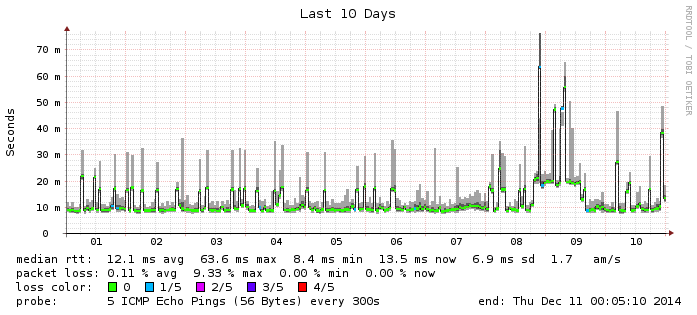 Last 10 Days
RRDTOOL / TOBI OETIKER
Seconds
70 m
60 m
50 m
40 m
30 m
20 m
10 m
0
01 02 03 04 05 06 07 08 09 10
median rtt: 12.1 ms avg 63.6 ms max 8.4 ms min 13.5 ms now 6.9 ms sd 1.7 am/s
packet loss: 0.11 % avg 9.33 % max 0.00 % min 0.00 % now
loss color: 0 1/5 2/5 3/5 4/5
probe: 5 ICMP Echo Pings (56 Bytes) every 300s end: Thu Dec 11 00:05:10 2014